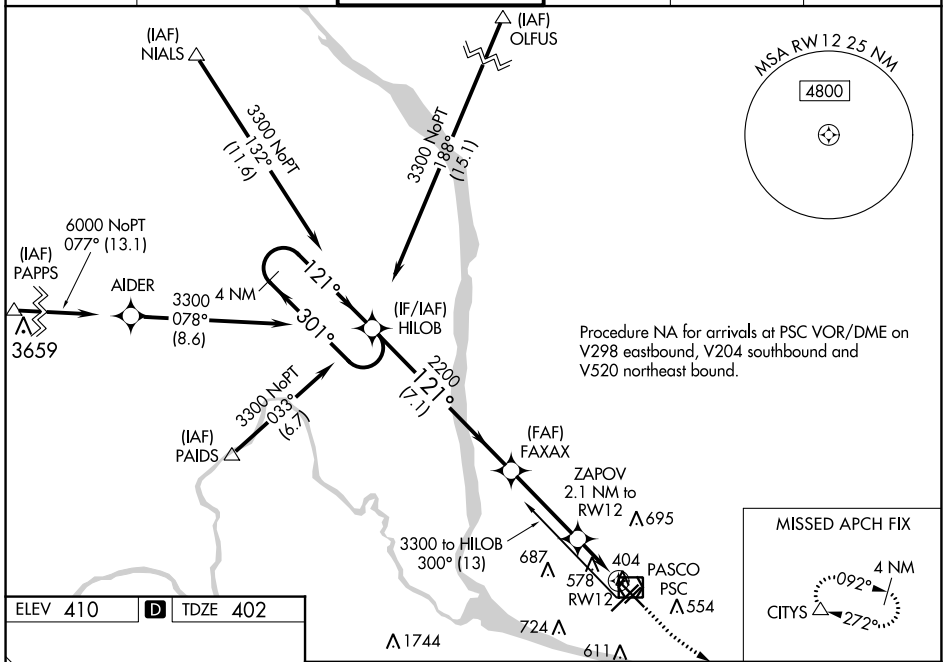 (IAF)
NIALS
(IAF)
OLFUS
MSA RW12 25 NM
4800
3300 NoPT
132°
(11.6)
3300 NoPT
188°
(15.1)
6000 NoPT
077° (13.1)
(IAF)
PAPPS
3659
AIDER
3300
078°
(8.6)
4 NM
121°
301°
(IF/IAF)
HILOB
Procedure NA for arrivals at PSC VOR/DME on
V298 eastbound, V204 southbound and
V520 northeast bound.
3300 NoPT
033°
(6.7)
(IAF)
PAIDS
2200
121°
(7.1)
(FAF)
FAXAX
ZAPOV
2.1 NM to
RW12
695
3300 to HILOB
300° (13)
687
578
404
RW12
PASCO
PSC
554
724
611
1744
MISSED APCH FIX
4 NM
092°
CITYS
272°
ELEV 410
D
TDZE 402